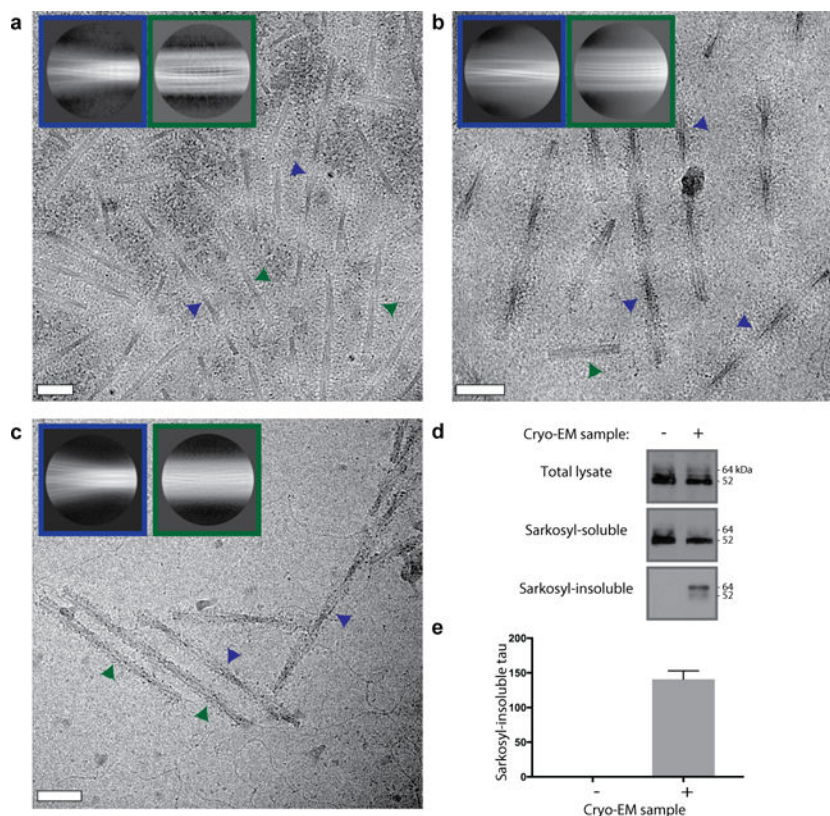 a
b
c
d
Cryo-EM sample: - +
Total lysate
64 kDa
52
Sarkosyl-soluble
64
52
Sarkosyl-insoluble
64
52
e
Sarkosyl-insoluble tau
200
150
100
50
0
- +
Cryo-EM sample